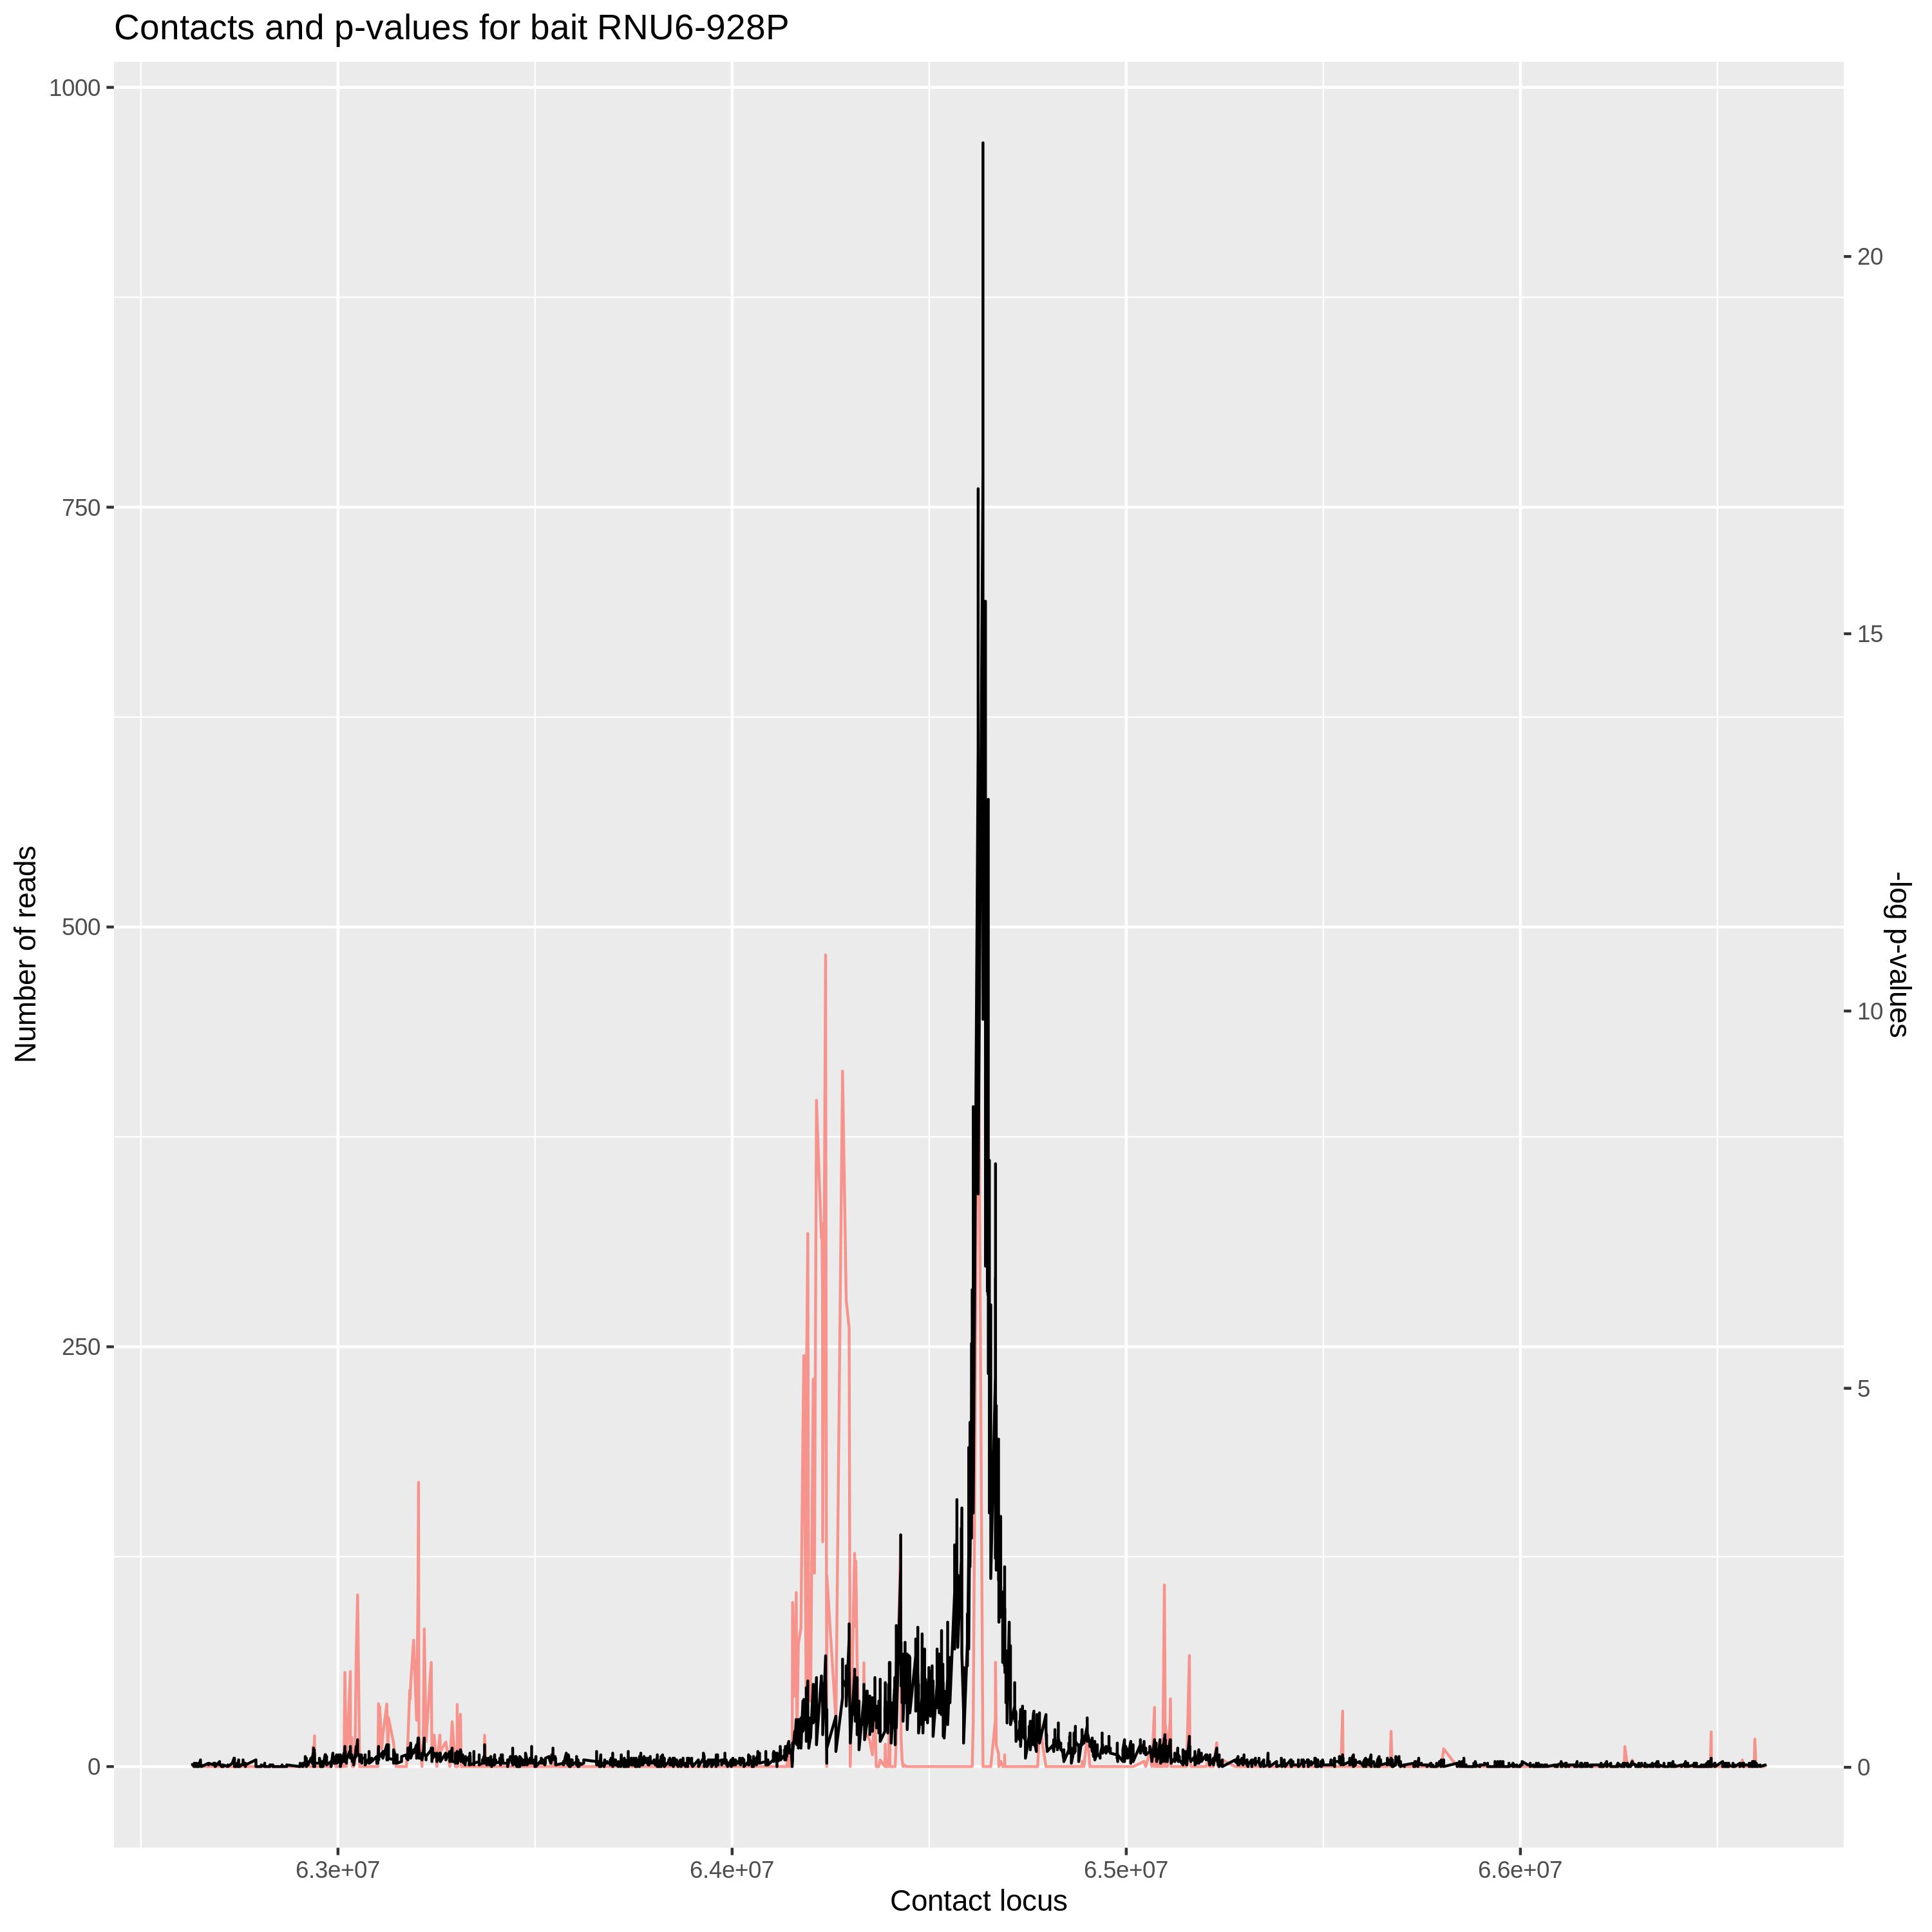 Contacts and p-values for bait RNU6-928P
1000
750
500
250
0
Number of reads
20
15
10
5
0
-log p-values
6.3e+07
6.4e+07
6.5e+07
6.6e+07
Contact locus